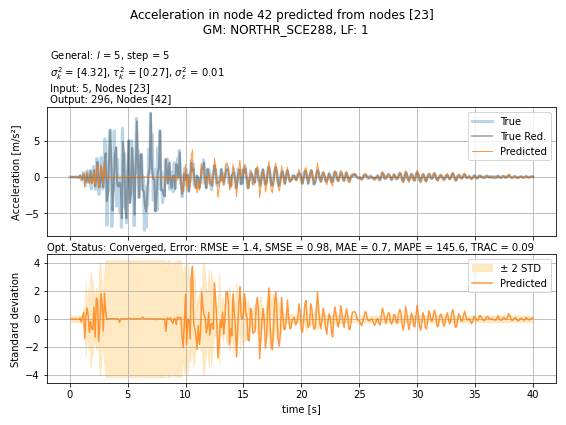 Acceleration in node 42 predicted from nodes [23]
GM: NORTHR_SCE288, LF: 1
General: l = 5, step = 5
σ²ₖ = [4.32], τ²ₖ = [0.27], σ²ε = 0.01
Input: 5, Nodes [23]
Output: 296, Nodes [42]
True
True Red.
Predicted
Acceleration [m/s²]
5
0
−5
Opt. Status: Converged, Error: RMSE = 1.4, SMSE = 0.98, MAE = 0.7, MAPE = 145.6, TRAC = 0.09
± 2 STD
Predicted
Standard deviation
4
2
0
−2
−4
0 5 10 15 20 25 30 35 40
time [s]